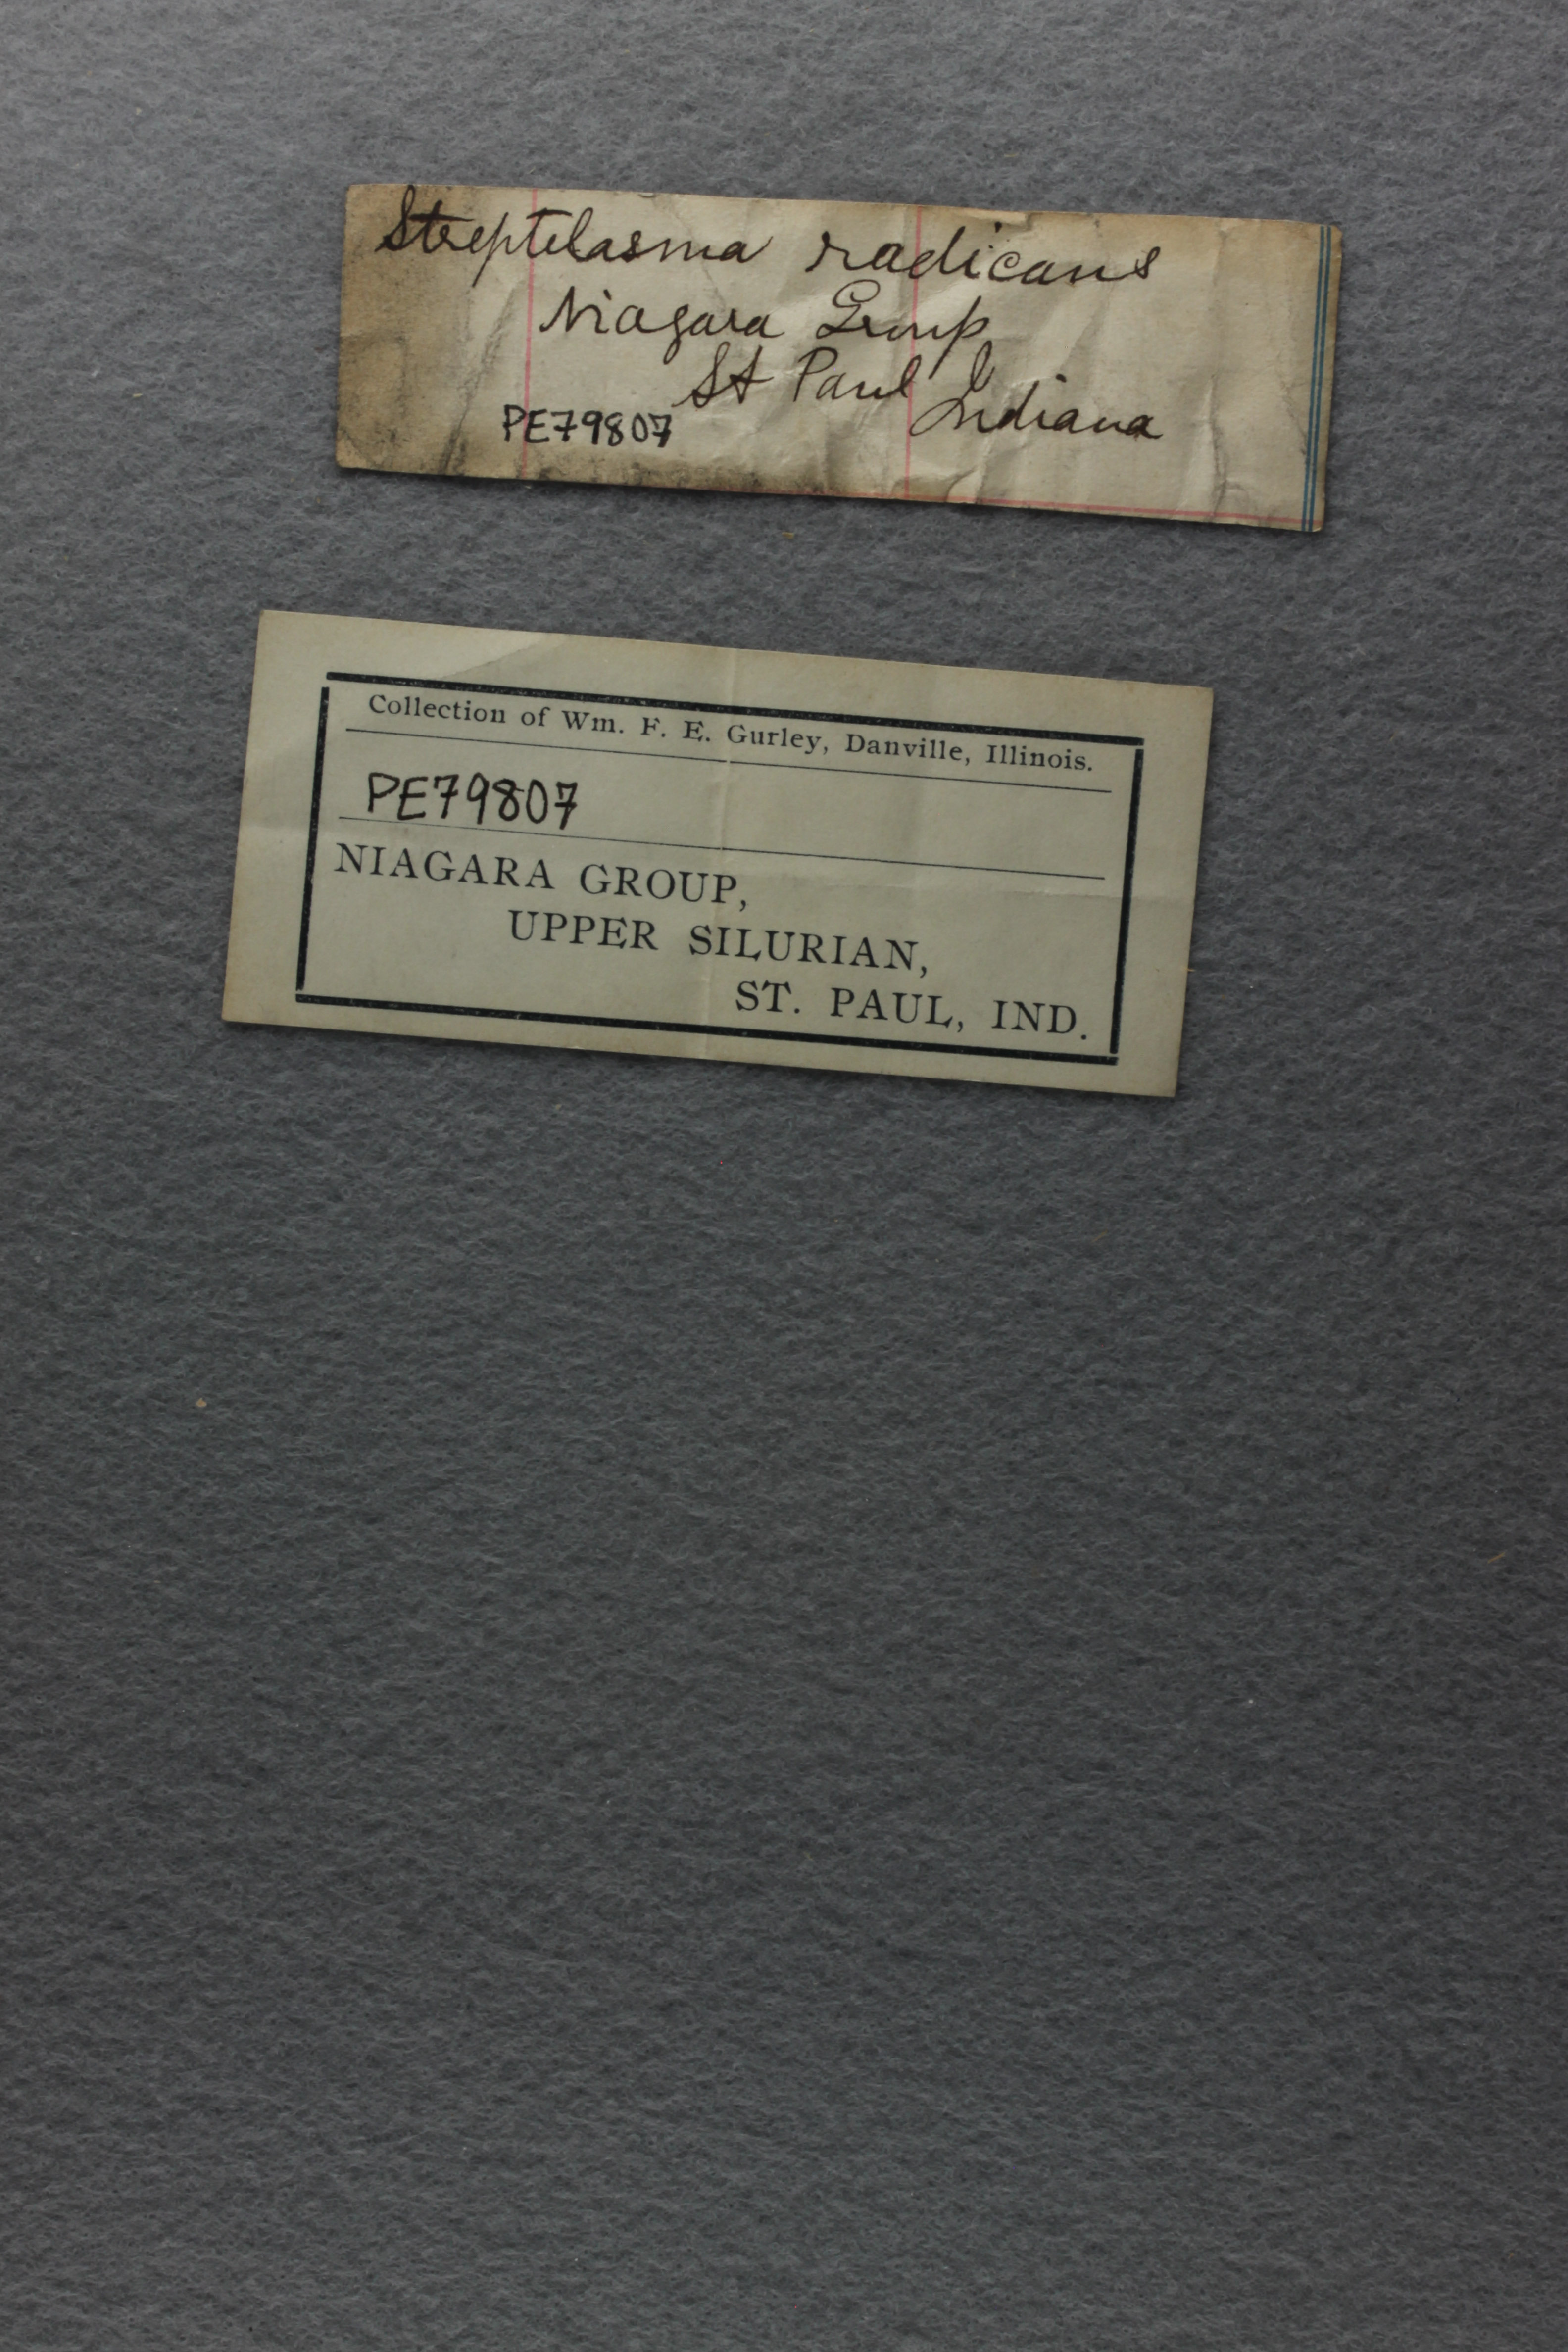 Streptelasma radicans
Niagara Group
St Paul Indiana
PE79807
Collection of Wm. F. E. Gurley, Danville, Illinois.
PE79807
NIAGARA GROUP,
UPPER SILURIAN,
ST. PAUL, IND.